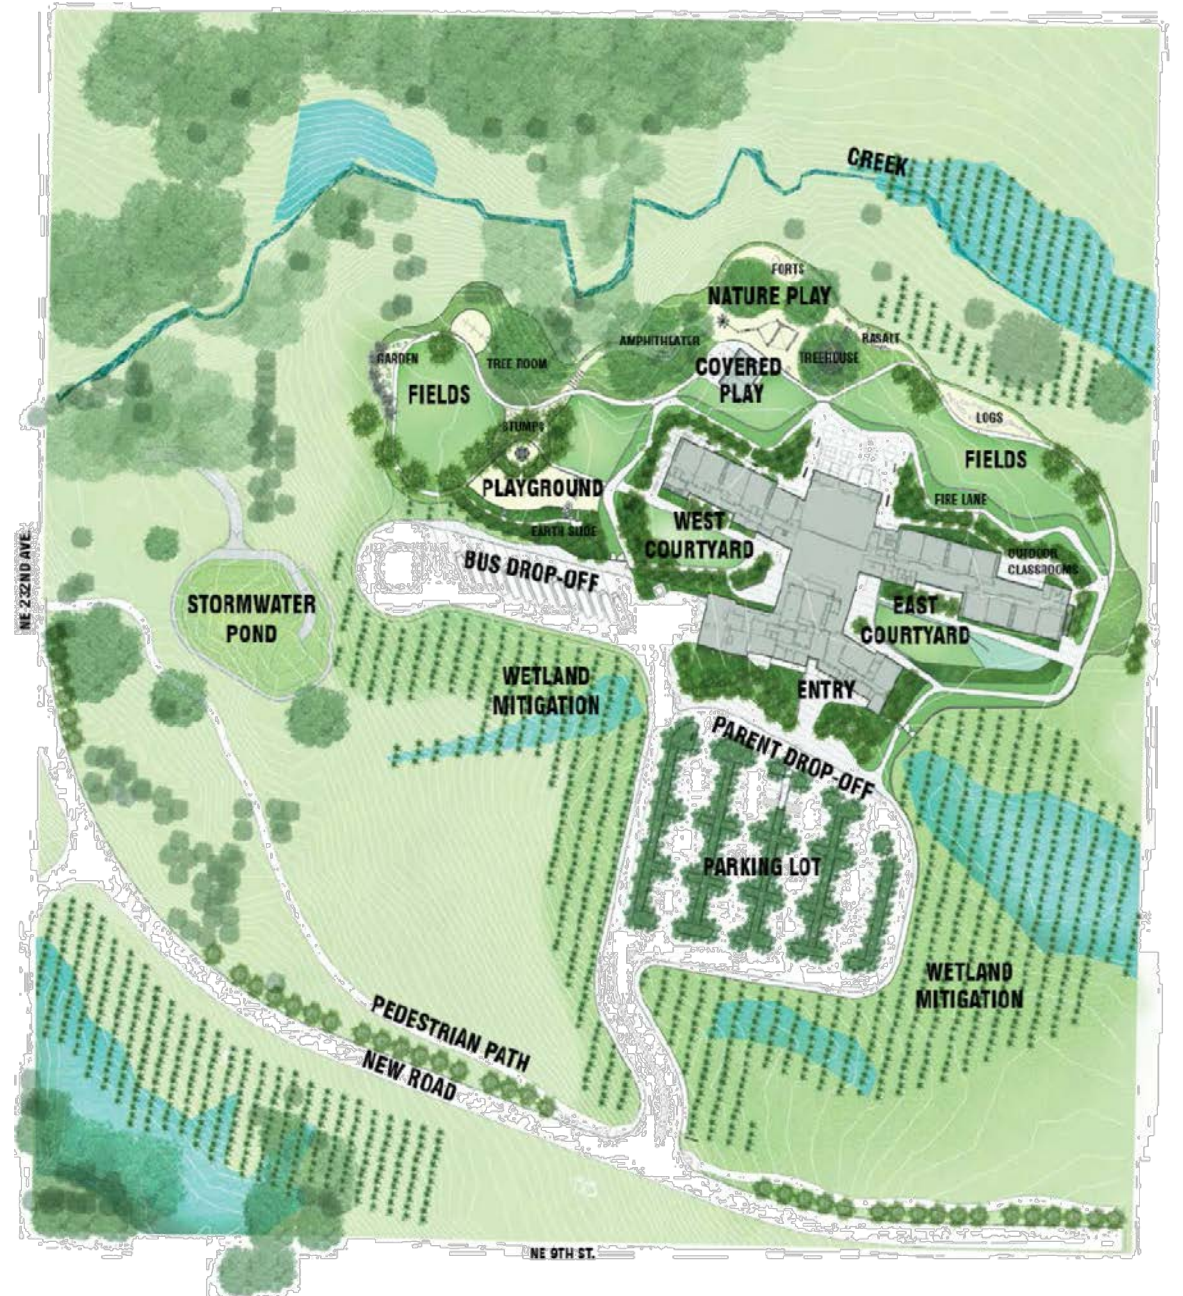 CREEK
FORTS
NATURE PLAY
BASALT
AMPHITHEATER
TREEHOUSE
GARDEN
TREE ROOM
COVERED
PLAY
FIELDS
LOGS
STUMPS
FIELDS
PLAYGROUND
FIRE LANE
WEST
COURTYARD
EARTH SLIDE
OUTDOOR
CLASSROOMS
BUS DROP-OFF
NE 232ND AVE.
STORMWATER
POND
EAST
COURTYARD
WETLAND
MITIGATION
ENTRY
PARENT DROP-OFF
PARKING LOT
WETLAND
MITIGATION
PEDESTRIAN PATH
NEW ROAD
NE 9TH ST.